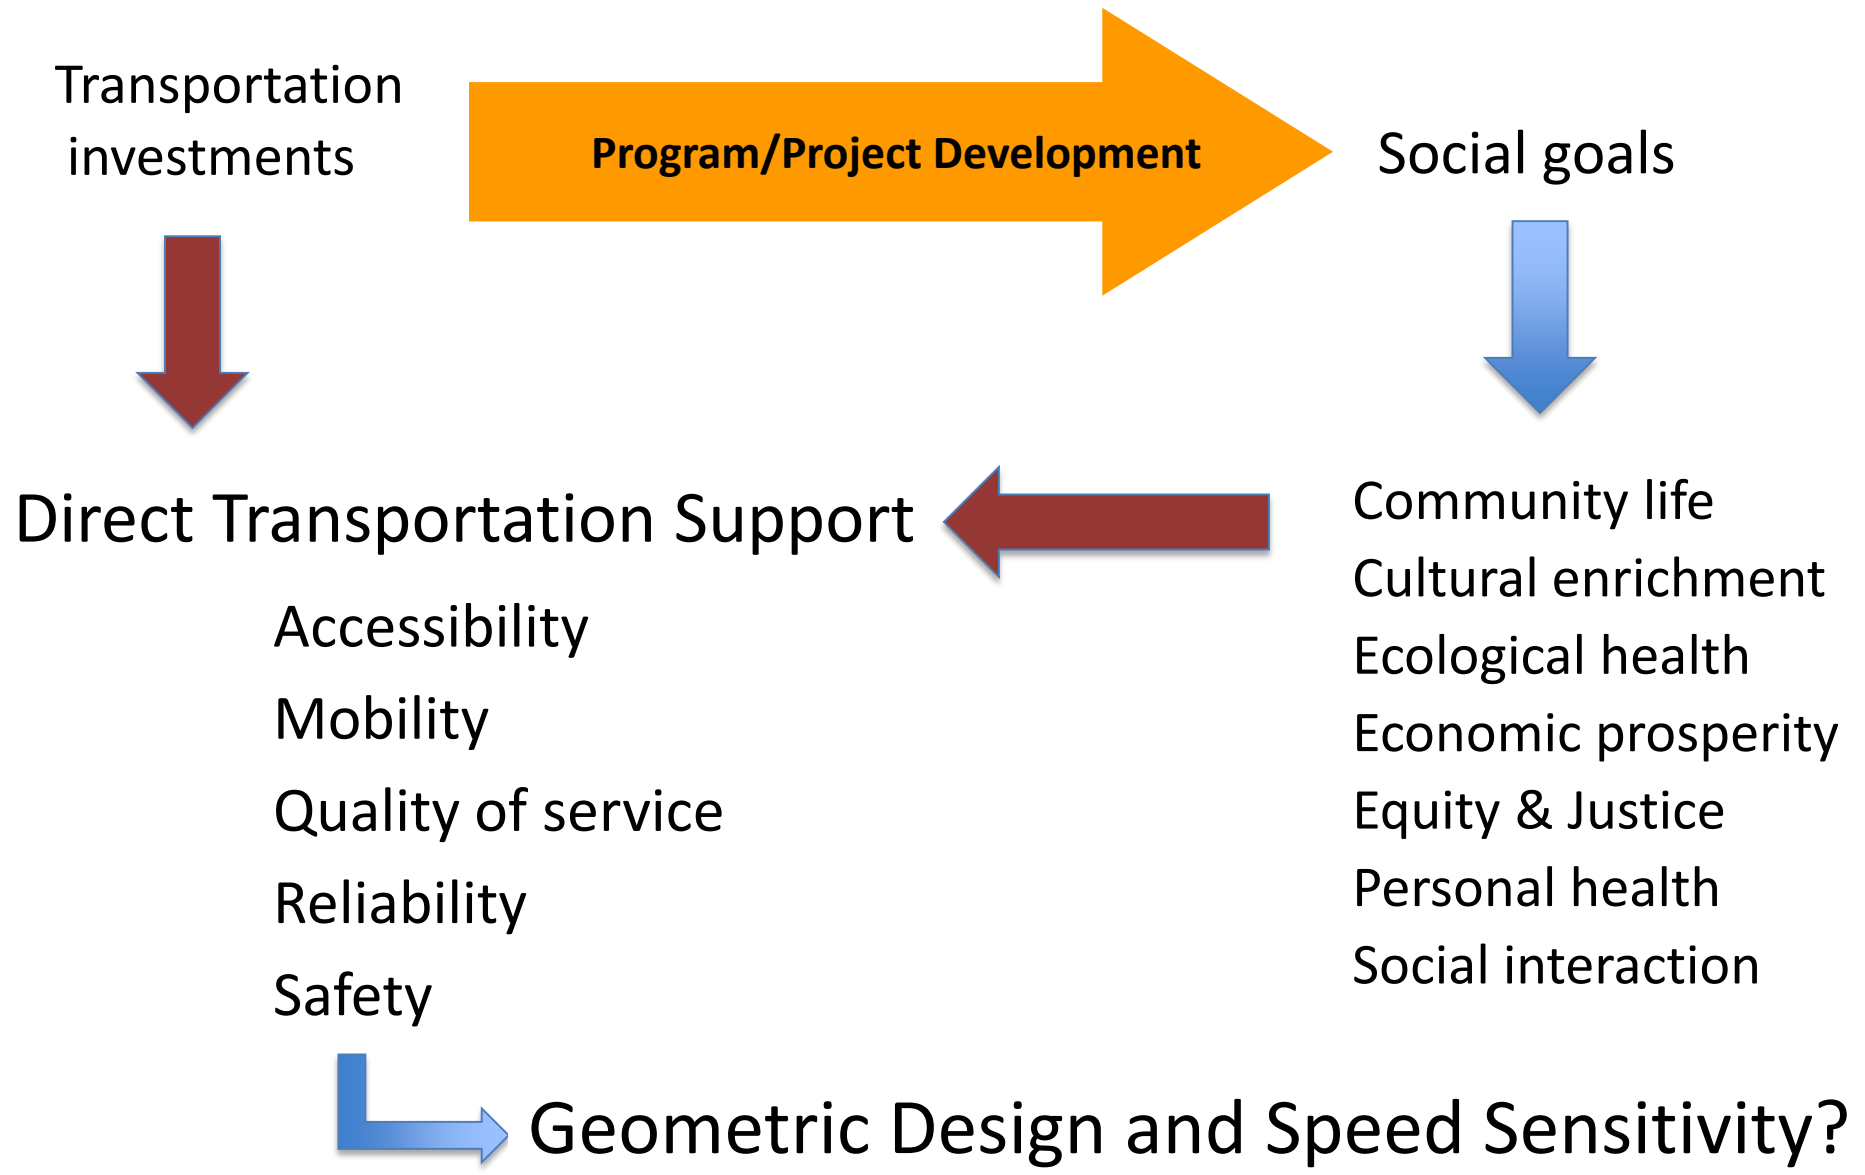 Transportation
investments
Program/Project Development
Social goals
Direct Transportation Support
Accessibility
Mobility
Quality of service
Reliability
Safety
Community life
Cultural enrichment
Ecological health
Economic prosperity
Equity & Justice
Personal health
Social interaction
Geometric Design and Speed Sensitivity?